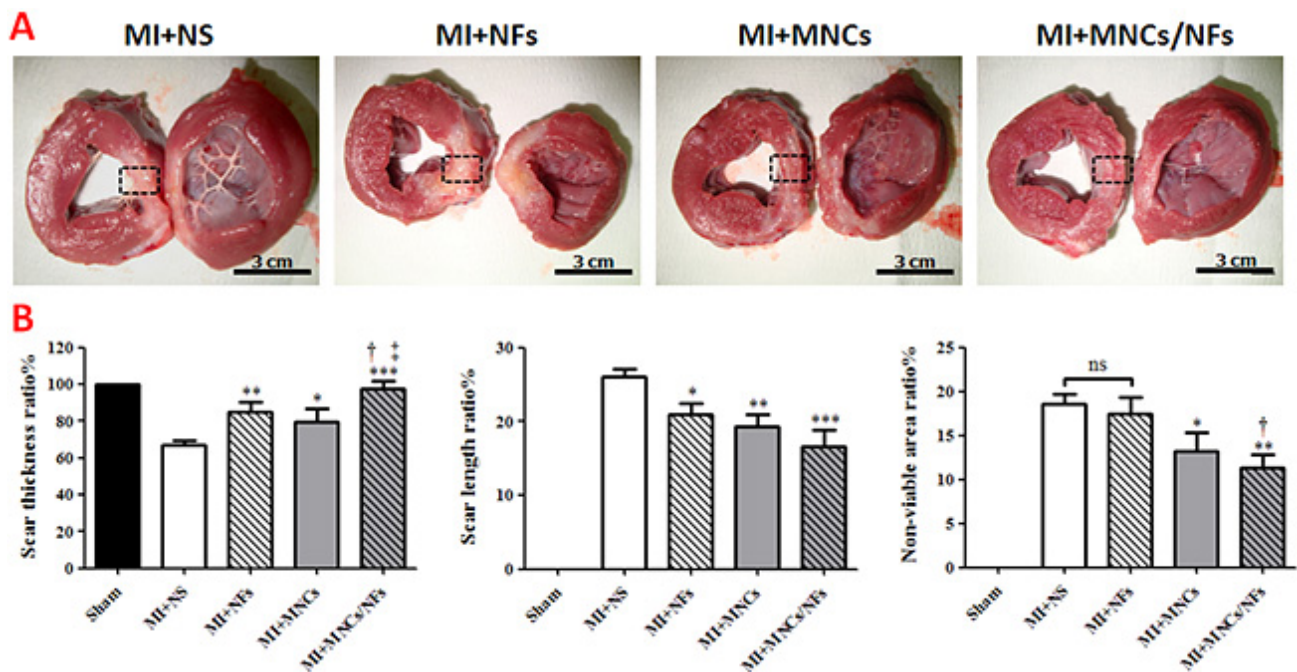 A
MI+NS MI+NFs MI+MNCs MI+MNCs/NFs
3 cm 3 cm 3 cm 3 cm
B
Scar thickness ratio%
120
100
80
60
40
20
0
** * † ‡
***
Sham MI+NS MI+NFs MI+MNCs MI+MNCs/NFs
Scar length ratio%
30
20
10
0
* ** ***
Sham MI+NS MI+NFs MI+MNCs MI+MNCs/NFs
Non-viable area ratio%
25
20
15
10
5
0
ns
* †
**
Sham MI+NS MI+NFs MI+MNCs MI+MNCs/NFs